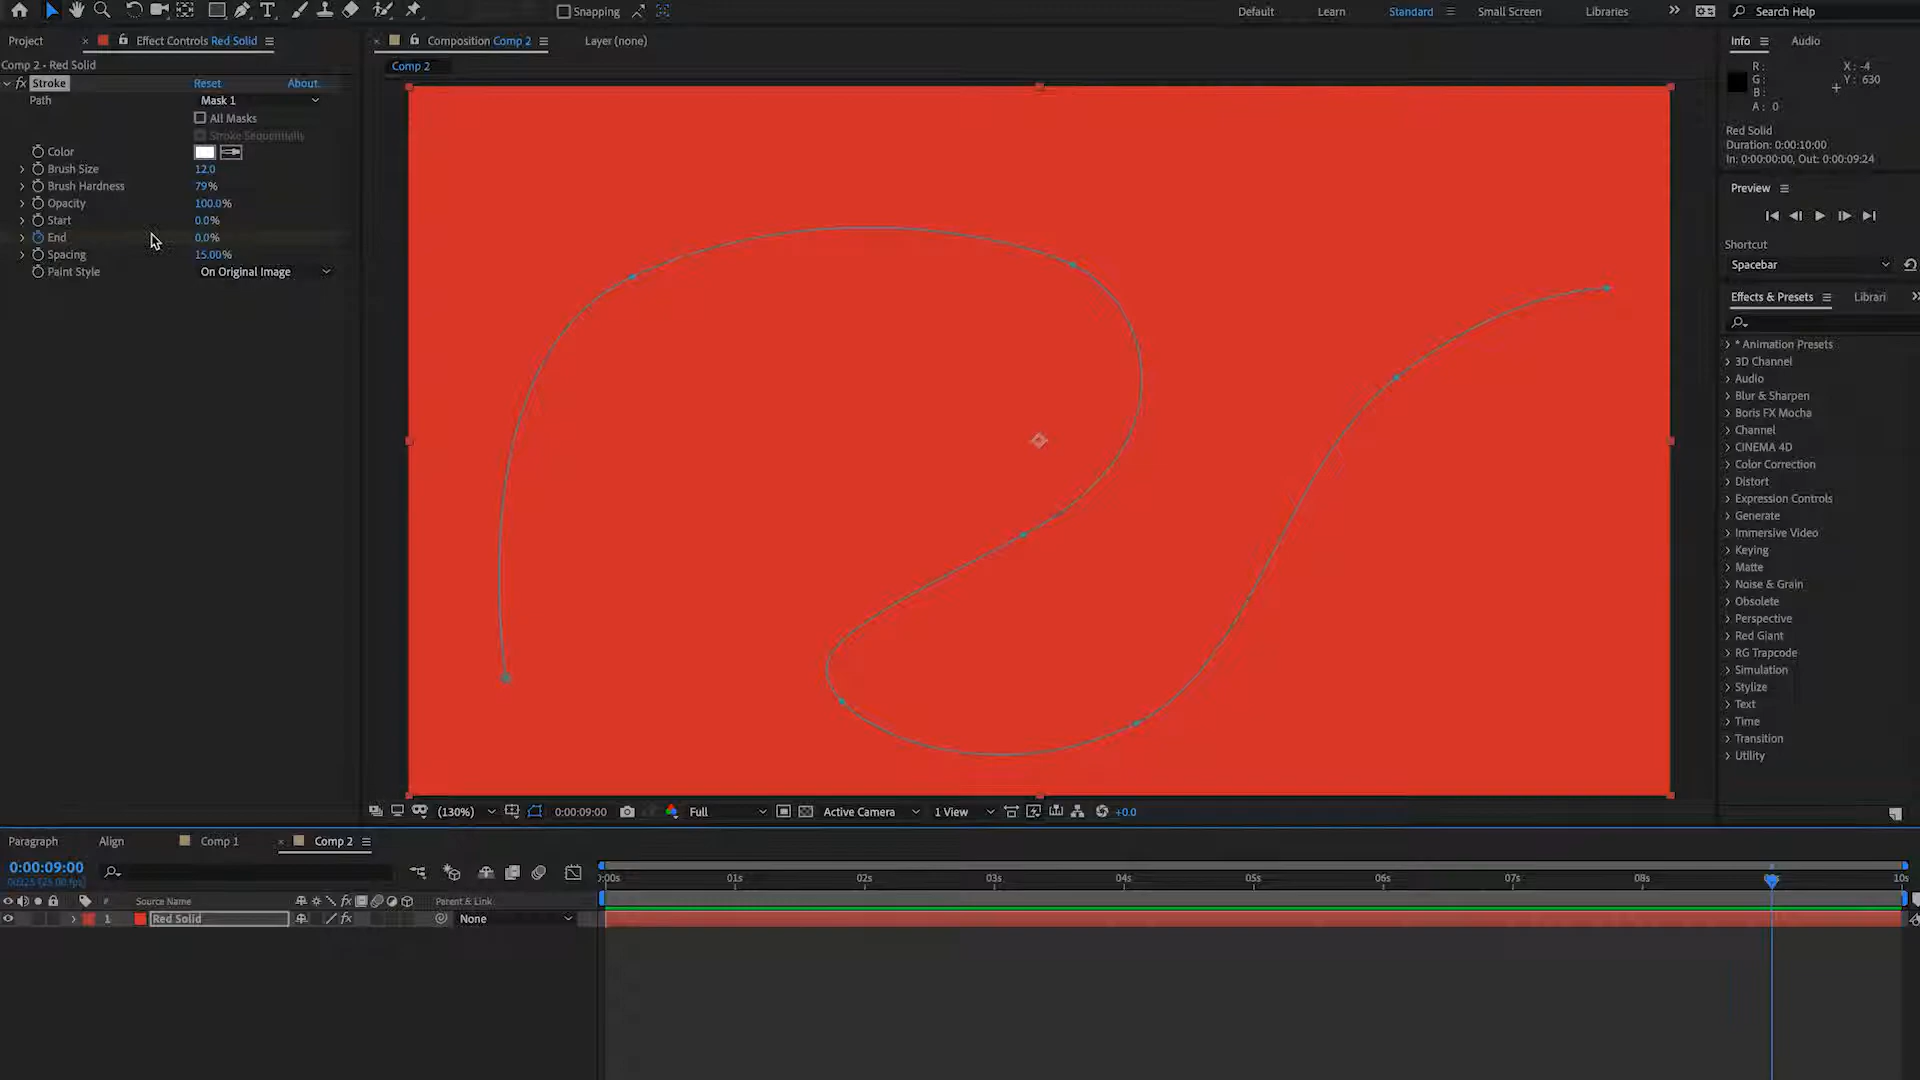 Snapping
Default
Learn
Standard
Small Screen
Libraries
Search Help
Project
Effect Controls Red Solid
Composition Comp 2
Layer (none)
Info
Audio
Comp 2 • Red Solid
Comp 2
fx Stroke
Reset
About.
Path
Mask 1
All Masks
Stroke Sequentially
Color
Brush Size
12.0
Brush Hardness
79%
Opacity
100.0%
Start
0.0%
End
0.0%
Spacing
15.00%
Paint Style
On Original Image
R :
G :
B :
A : 0
X : -4
Y : 630
Red Solid
Duration: 0:00:10:00
In: 0:00:00:00, Out: 0:00:09:24
Preview
Shortcut
Spacebar
Effects & Presets
Librari
* Animation Presets
3D Channel
Audio
Blur & Sharpen
Boris FX Mocha
Channel
CINEMA 4D
Color Correction
Distort
Expression Controls
Generate
Immersive Video
Keying
Matte
Noise & Grain
Obsolete
Perspective
Red Giant
RG Trapcode
Simulation
Stylize
Text
Time
Transition
Utility
(130%)
0:00:09:00
Full
Active Camera
1 View
+0.0
Paragraph
Align
Comp 1
Comp 2
0:00:09:00
00225 (25.00 fps)
# Source Name
fx
Parent & Link
1 Red Solid
fx
None
:00s
01s
02s
03s
04s
05s
06s
07s
08s
10s